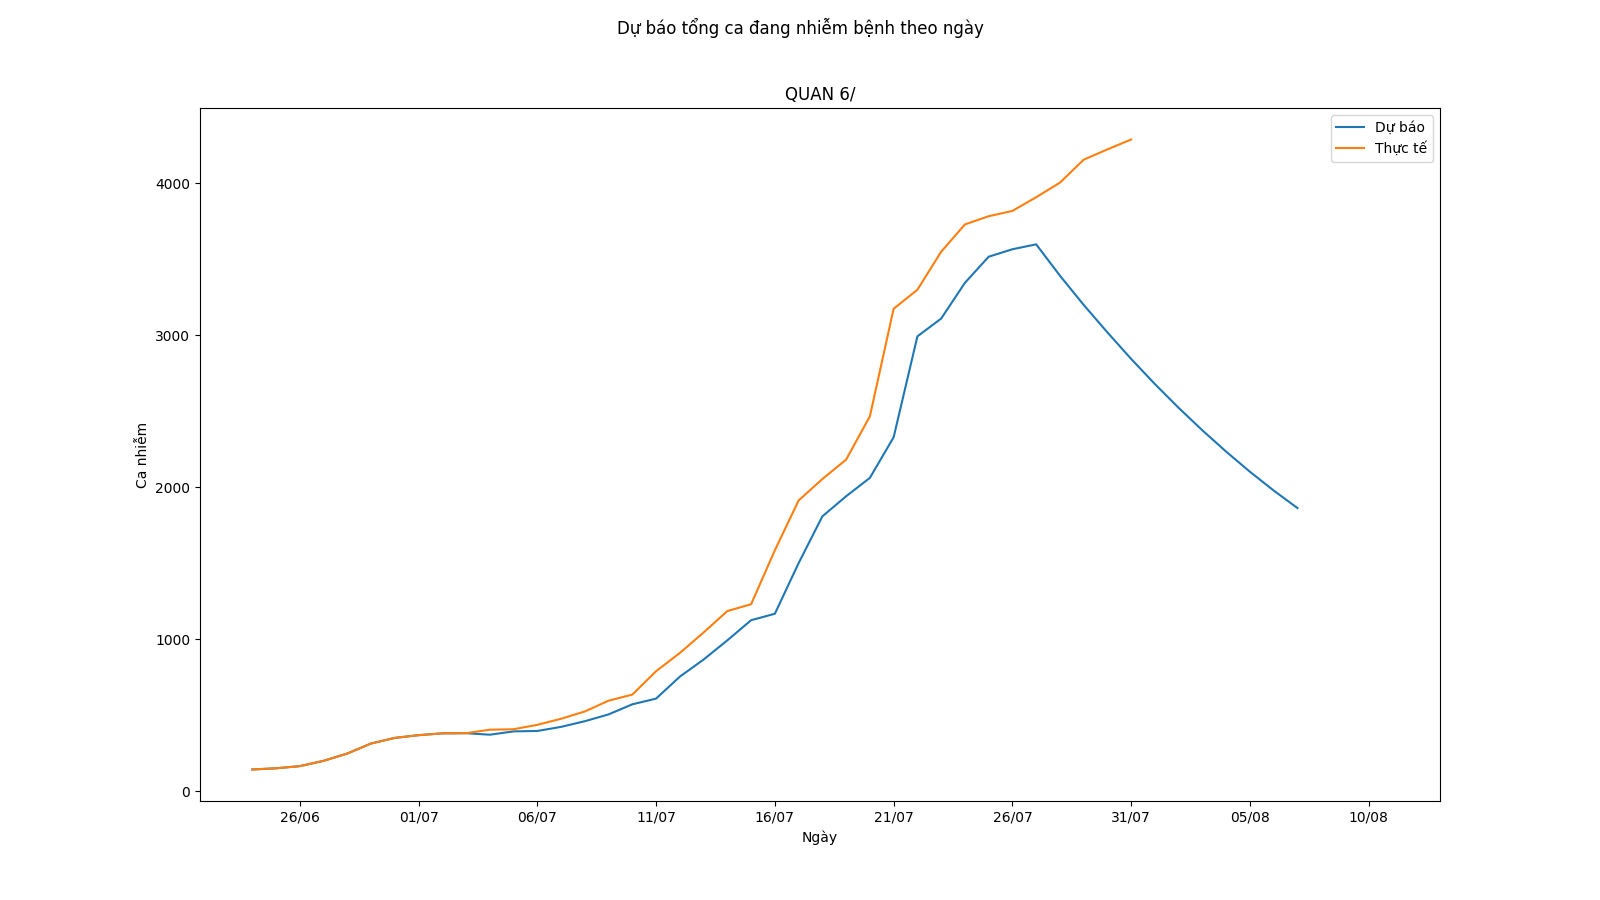 Dự báo tổng ca đang nhiễm bệnh theo ngày
QUAN 6/
Dự báo
Thực tế
4000
3000
2000
1000
0
Ca nhiễm
26/06 01/07 06/07 11/07 16/07 21/07 26/07 31/07 05/08 10/08
Ngày